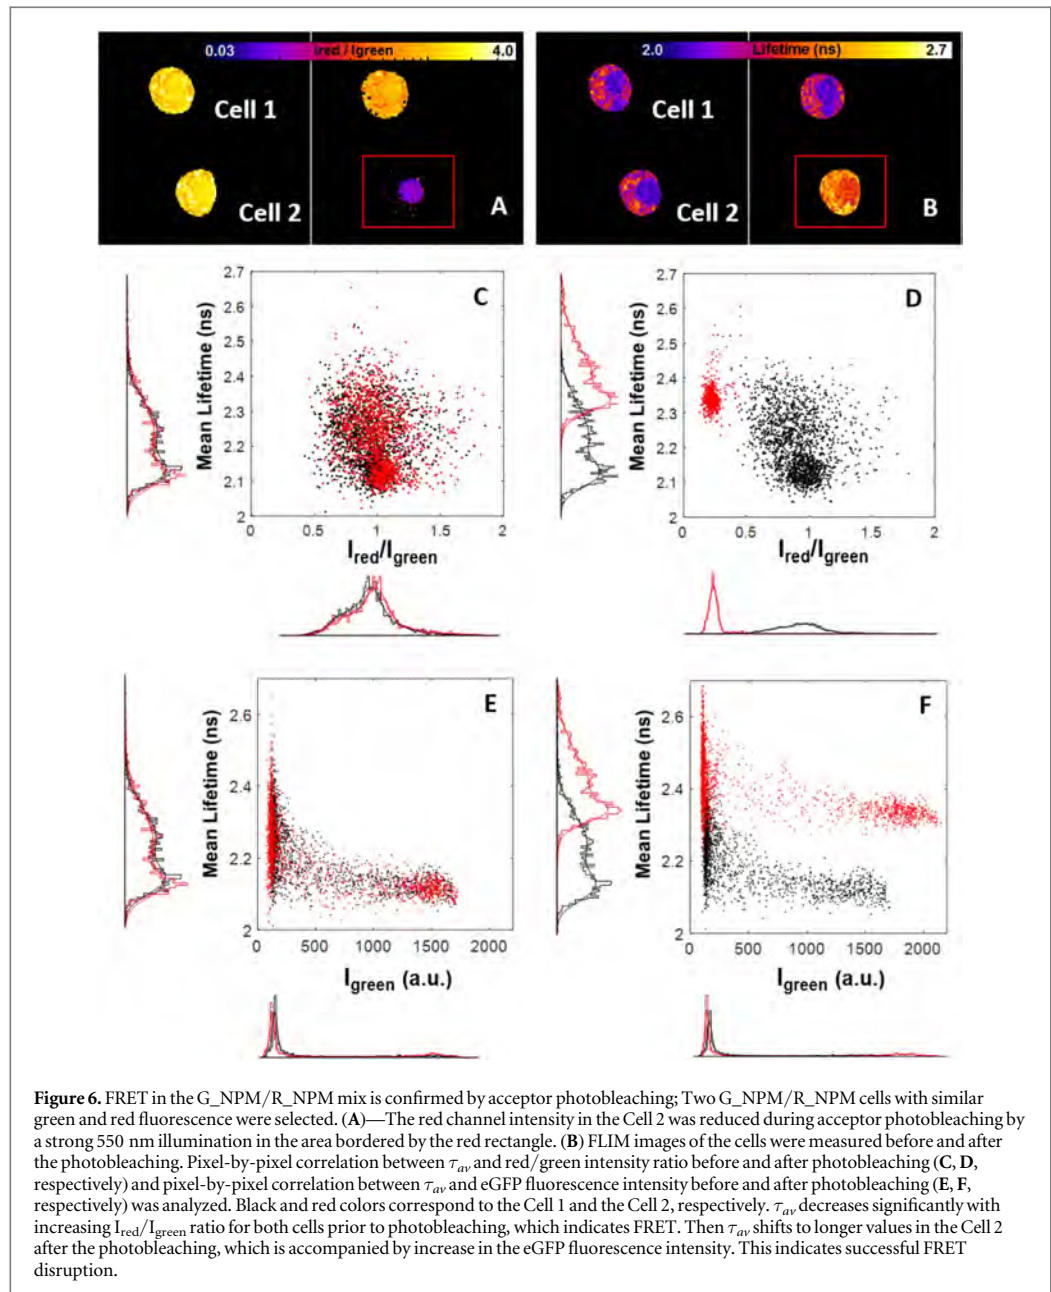 0.03 Ired / Igreen 4.0
2.0 Lifetime (ns) 2.7
Cell 1
Cell 1
Cell 2
A
Cell 2
B
C
Mean Lifetime (ns)
2.7
2.6
2.5
2.4
2.3
2.2
2.1
2
0 0.5 1 1.5 2
Ired/Igreen
D
Mean Lifetime (ns)
2.7
2.6
2.5
2.4
2.3
2.2
2.1
2
0 0.5 1 1.5 2
Ired/Igreen
E
Mean Lifetime (ns)
2.6
2.4
2.2
2
0 500 1000 1500 2000
Igreen (a.u.)
F
Mean Lifetime (ns)
2.6
2.4
2.2
2
0 500 1000 1500 2000
Igreen (a.u.)
Figure 6. FRET in the G_NPM/R_NPM mix is confirmed by acceptor photobleaching; Two G_NPM/R_NPM cells with similar
green and red fluorescence were selected. (A)—The red channel intensity in the Cell 2 was reduced during acceptor photobleaching by
a strong 550 nm illumination in the area bordered by the red rectangle. (B) FLIM images of the cells were measured before and after
the photobleaching. Pixel-by-pixel correlation between τav and red/green intensity ratio before and after photobleaching (C, D,
respectively) and pixel-by-pixel correlation between τav and eGFP fluorescence intensity before and after photobleaching (E, F,
respectively) was analyzed. Black and red colors correspond to the Cell 1 and the Cell 2, respectively. τav decreases significantly with
increasing Ired/Igreen ratio for both cells prior to photobleaching, which indicates FRET. Then τav shifts to longer values in the Cell 2
after the photobleaching, which is accompanied by increase in the eGFP fluorescence intensity. This indicates successful FRET
disruption.